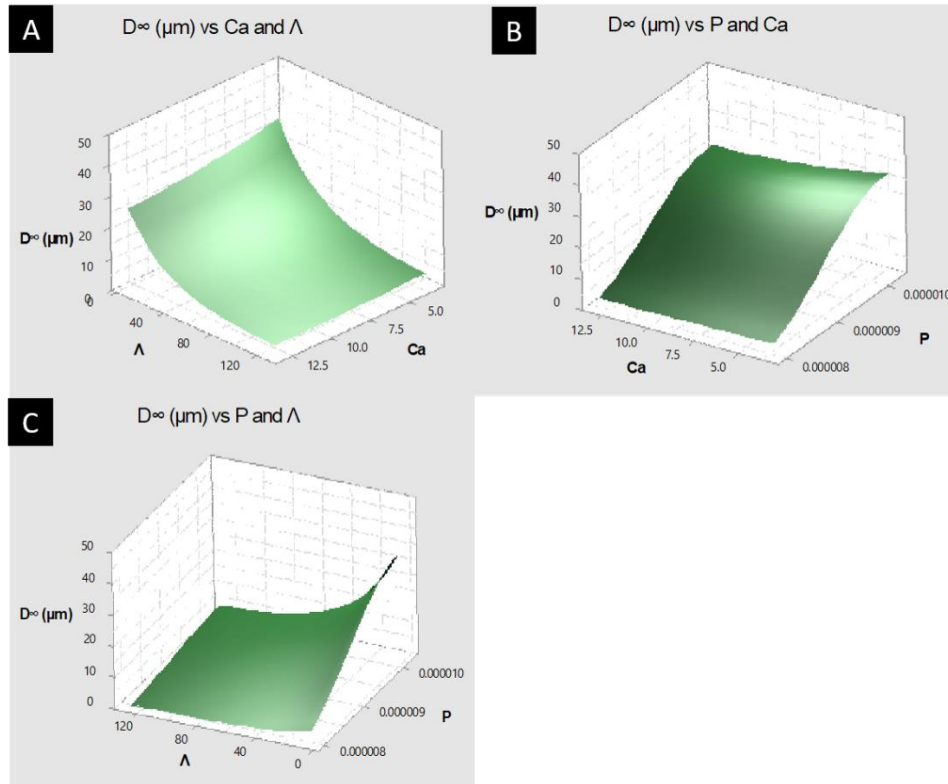 A
D∞ (µm) vs Ca and Λ
50
40
30
D∞ (µm)
20
10
0
0
40
Λ
80
120
12.5
10.0
Ca
7.5
5.0
B
D∞ (µm) vs P and Ca
50
40
30
D∞ (µm)
20
10
0
12.5
10.0
Ca
7.5
5.0
0.000008
0.000009
P
0.000010
C
D∞ (µm) vs P and Λ
50
40
30
D∞ (µm)
20
10
0
120
80
Λ
40
0
0.000008
0.000009
P
0.000010